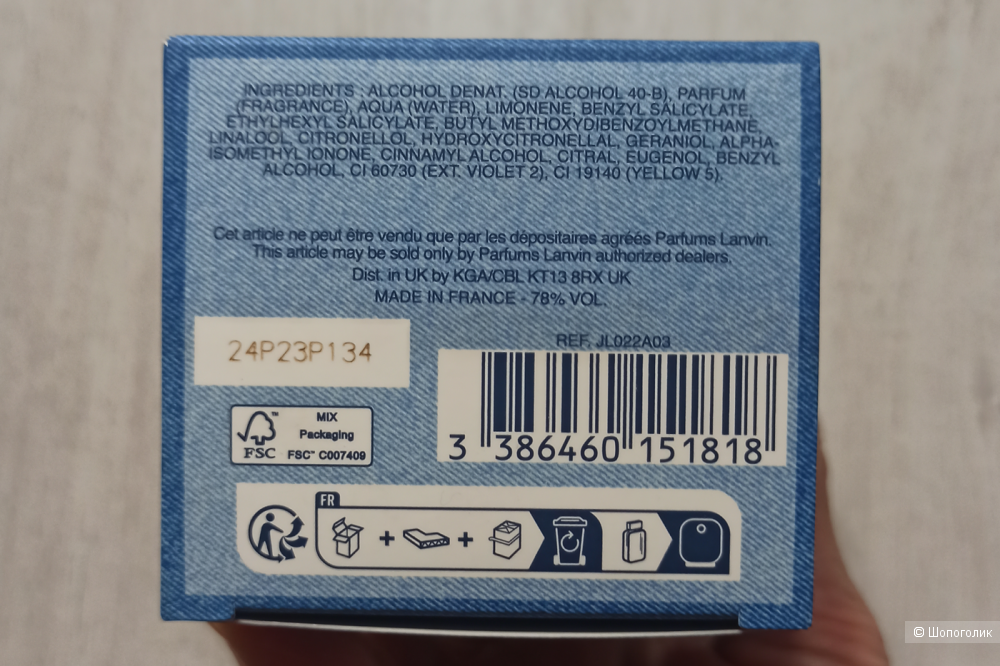 INGREDIENTS : ALCOHOL DENAT. (SD ALCOHOL 40-B), PARFUM
(FRAGRANCE), AQUA (WATER), LIMONENE, BENZYL SALICYLATE,
ETHYLHEXYL SALICYLATE, BUTYL METHOXYDIBENZOYLMETHANE,
LINALOOL, CITRONELLOL, HYDROXYCITRONELLAL, GERANIOL, ALPHA-
ISOMETHYL IONONE, CINNAMYL ALCOHOL, CITRAL, EUGENOL, BENZYL
ALCOHOL, CI 60730 (EXT. VIOLET 2), CI 19140 (YELLOW 5).
Cet article ne peut être vendu que par les dépositaires agréés Parfums Lanvin.
This article may be sold only by Parfums Lanvin authorized dealers.
Dist. in UK by KGA/CBL KT13 8RX UK
MADE IN FRANCE - 78% VOL.
24P23P134
REF. JL022A03
3 386460 151818
FSC™
MIX
Packaging
FSC™ C007409
FR
© Шопоголик